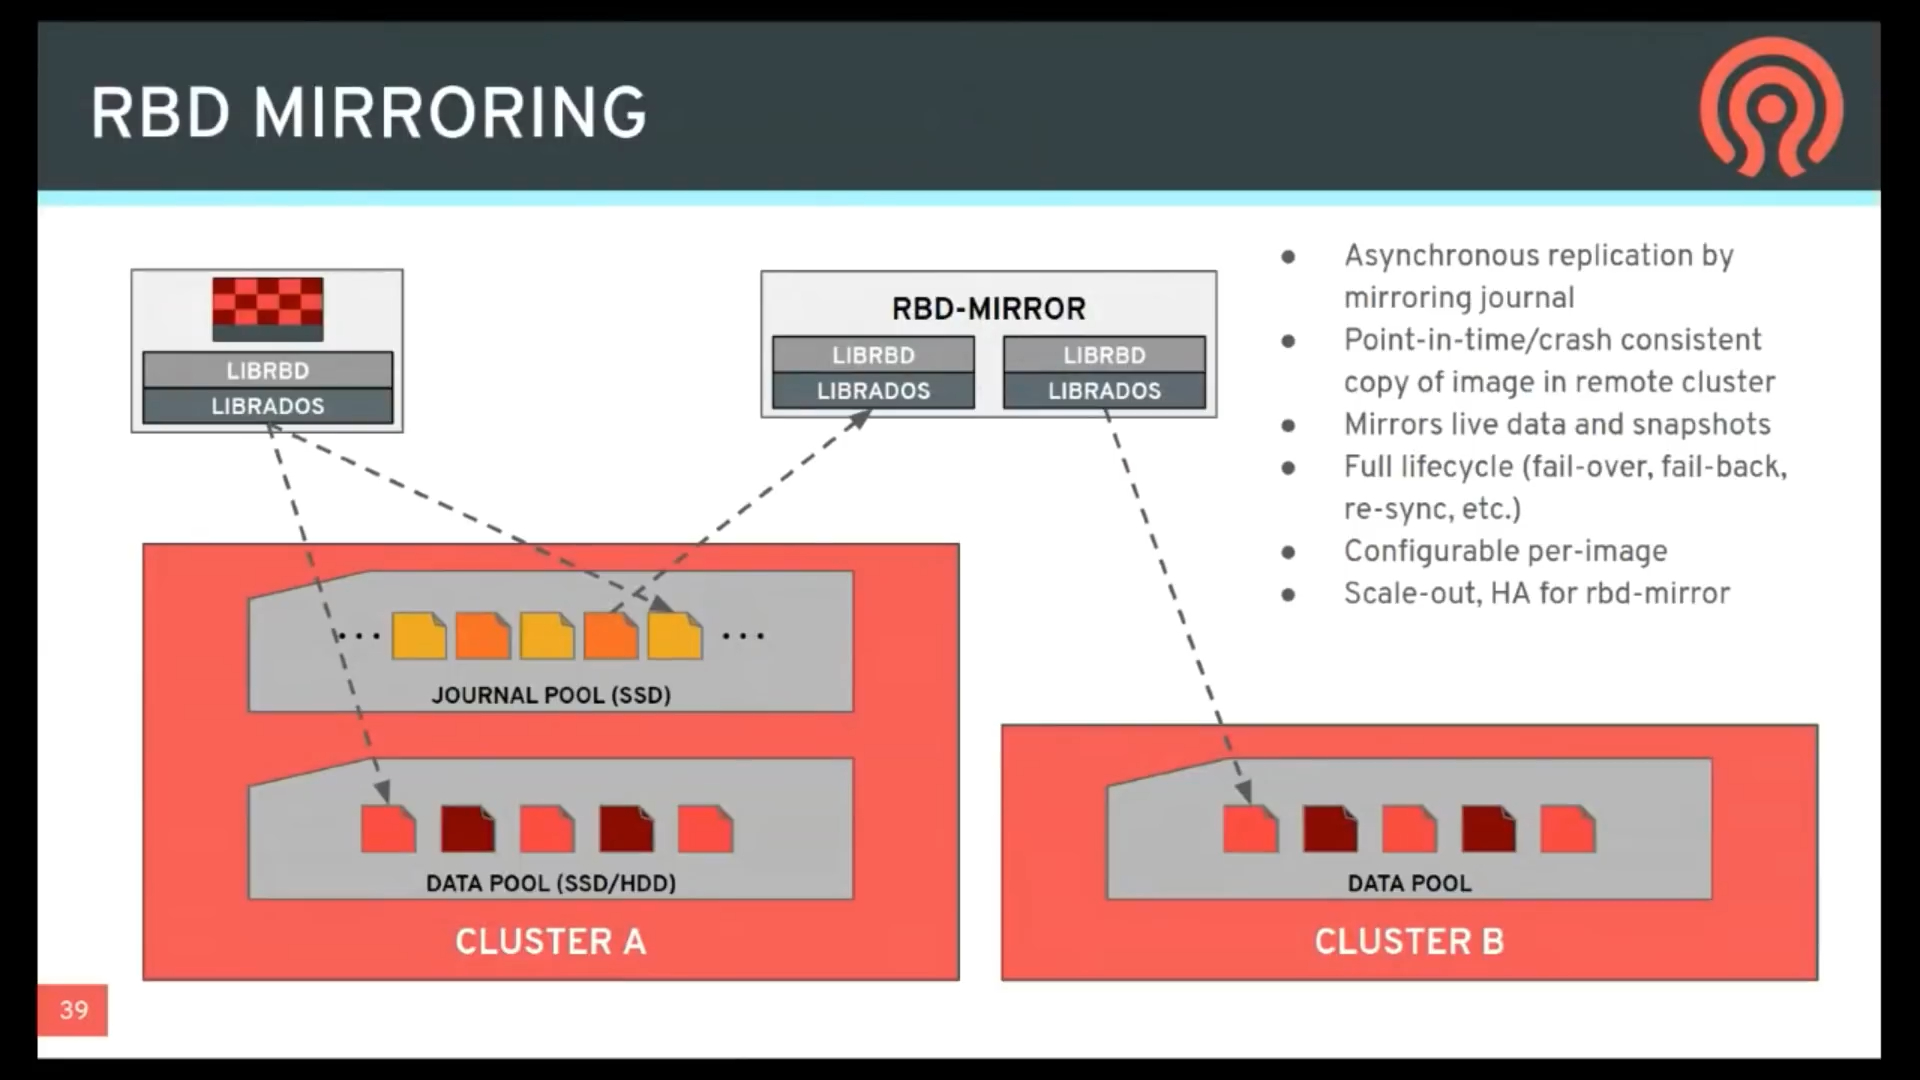 RBD MIRRORING
LIBRBD
LIBRADOS
RBD-MIRROR
LIBRBD
LIBRADOS
LIBRBD
LIBRADOS
● Asynchronous replication by
mirroring journal
● Point-in-time/crash consistent
copy of image in remote cluster
● Mirrors live data and snapshots
● Full lifecycle (fail-over, fail-back,
re-sync, etc.)
● Configurable per-image
● Scale-out, HA for rbd-mirror
...
...
JOURNAL POOL (SSD)
DATA POOL (SSD/HDD)
CLUSTER A
DATA POOL
CLUSTER B
39